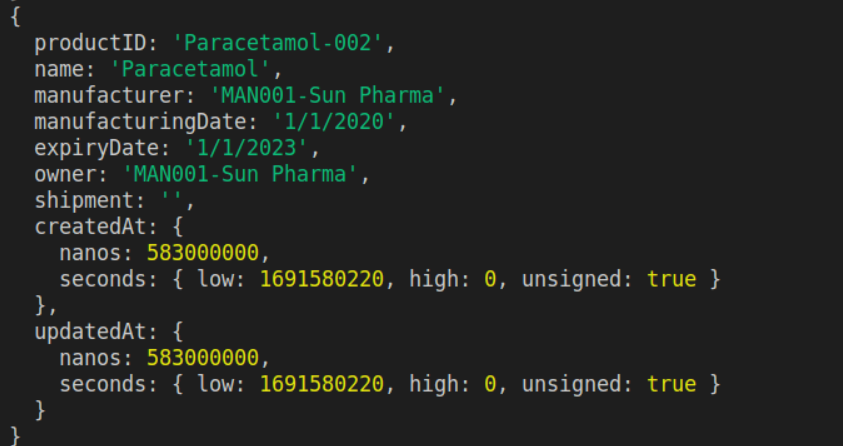 {
  productID: 'Paracetamol-002',
  name: 'Paracetamol',
  manufacturer: 'MAN001-Sun Pharma',
  manufacturingDate: '1/1/2020',
  expiryDate: '1/1/2023',
  owner: 'MAN001-Sun Pharma',
  shipment: '',
  createdAt: {
    nanos: 583000000,
    seconds: { low: 1691580220, high: 0, unsigned: true }
  },
  updatedAt: {
    nanos: 583000000,
    seconds: { low: 1691580220, high: 0, unsigned: true }
  }
}